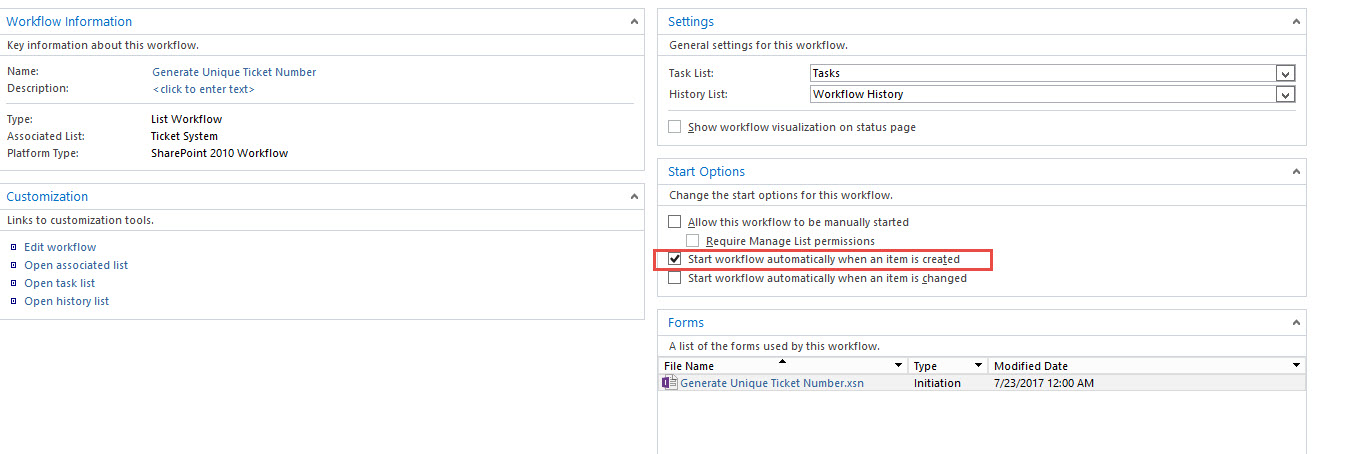 Workflow Information
Key information about this workflow.
Name: Generate Unique Ticket Number
Description: <click to enter text>
Type: List Workflow
Associated List: Ticket System
Platform Type: SharePoint 2010 Workflow
Customization
Links to customization tools.
Edit workflow
Open associated list
Open task list
Open history list
Settings
General settings for this workflow.
Task List: Tasks
History List: Workflow History
Show workflow visualization on status page
Start Options
Change the start options for this workflow.
Allow this workflow to be manually started
Require Manage List permissions
Start workflow automatically when an item is created
Start workflow automatically when an item is changed
Forms
A list of the forms used by this workflow.
File Name Type Modified Date
Generate Unique Ticket Number.xsn Initiation 7/23/2017 12:00 AM